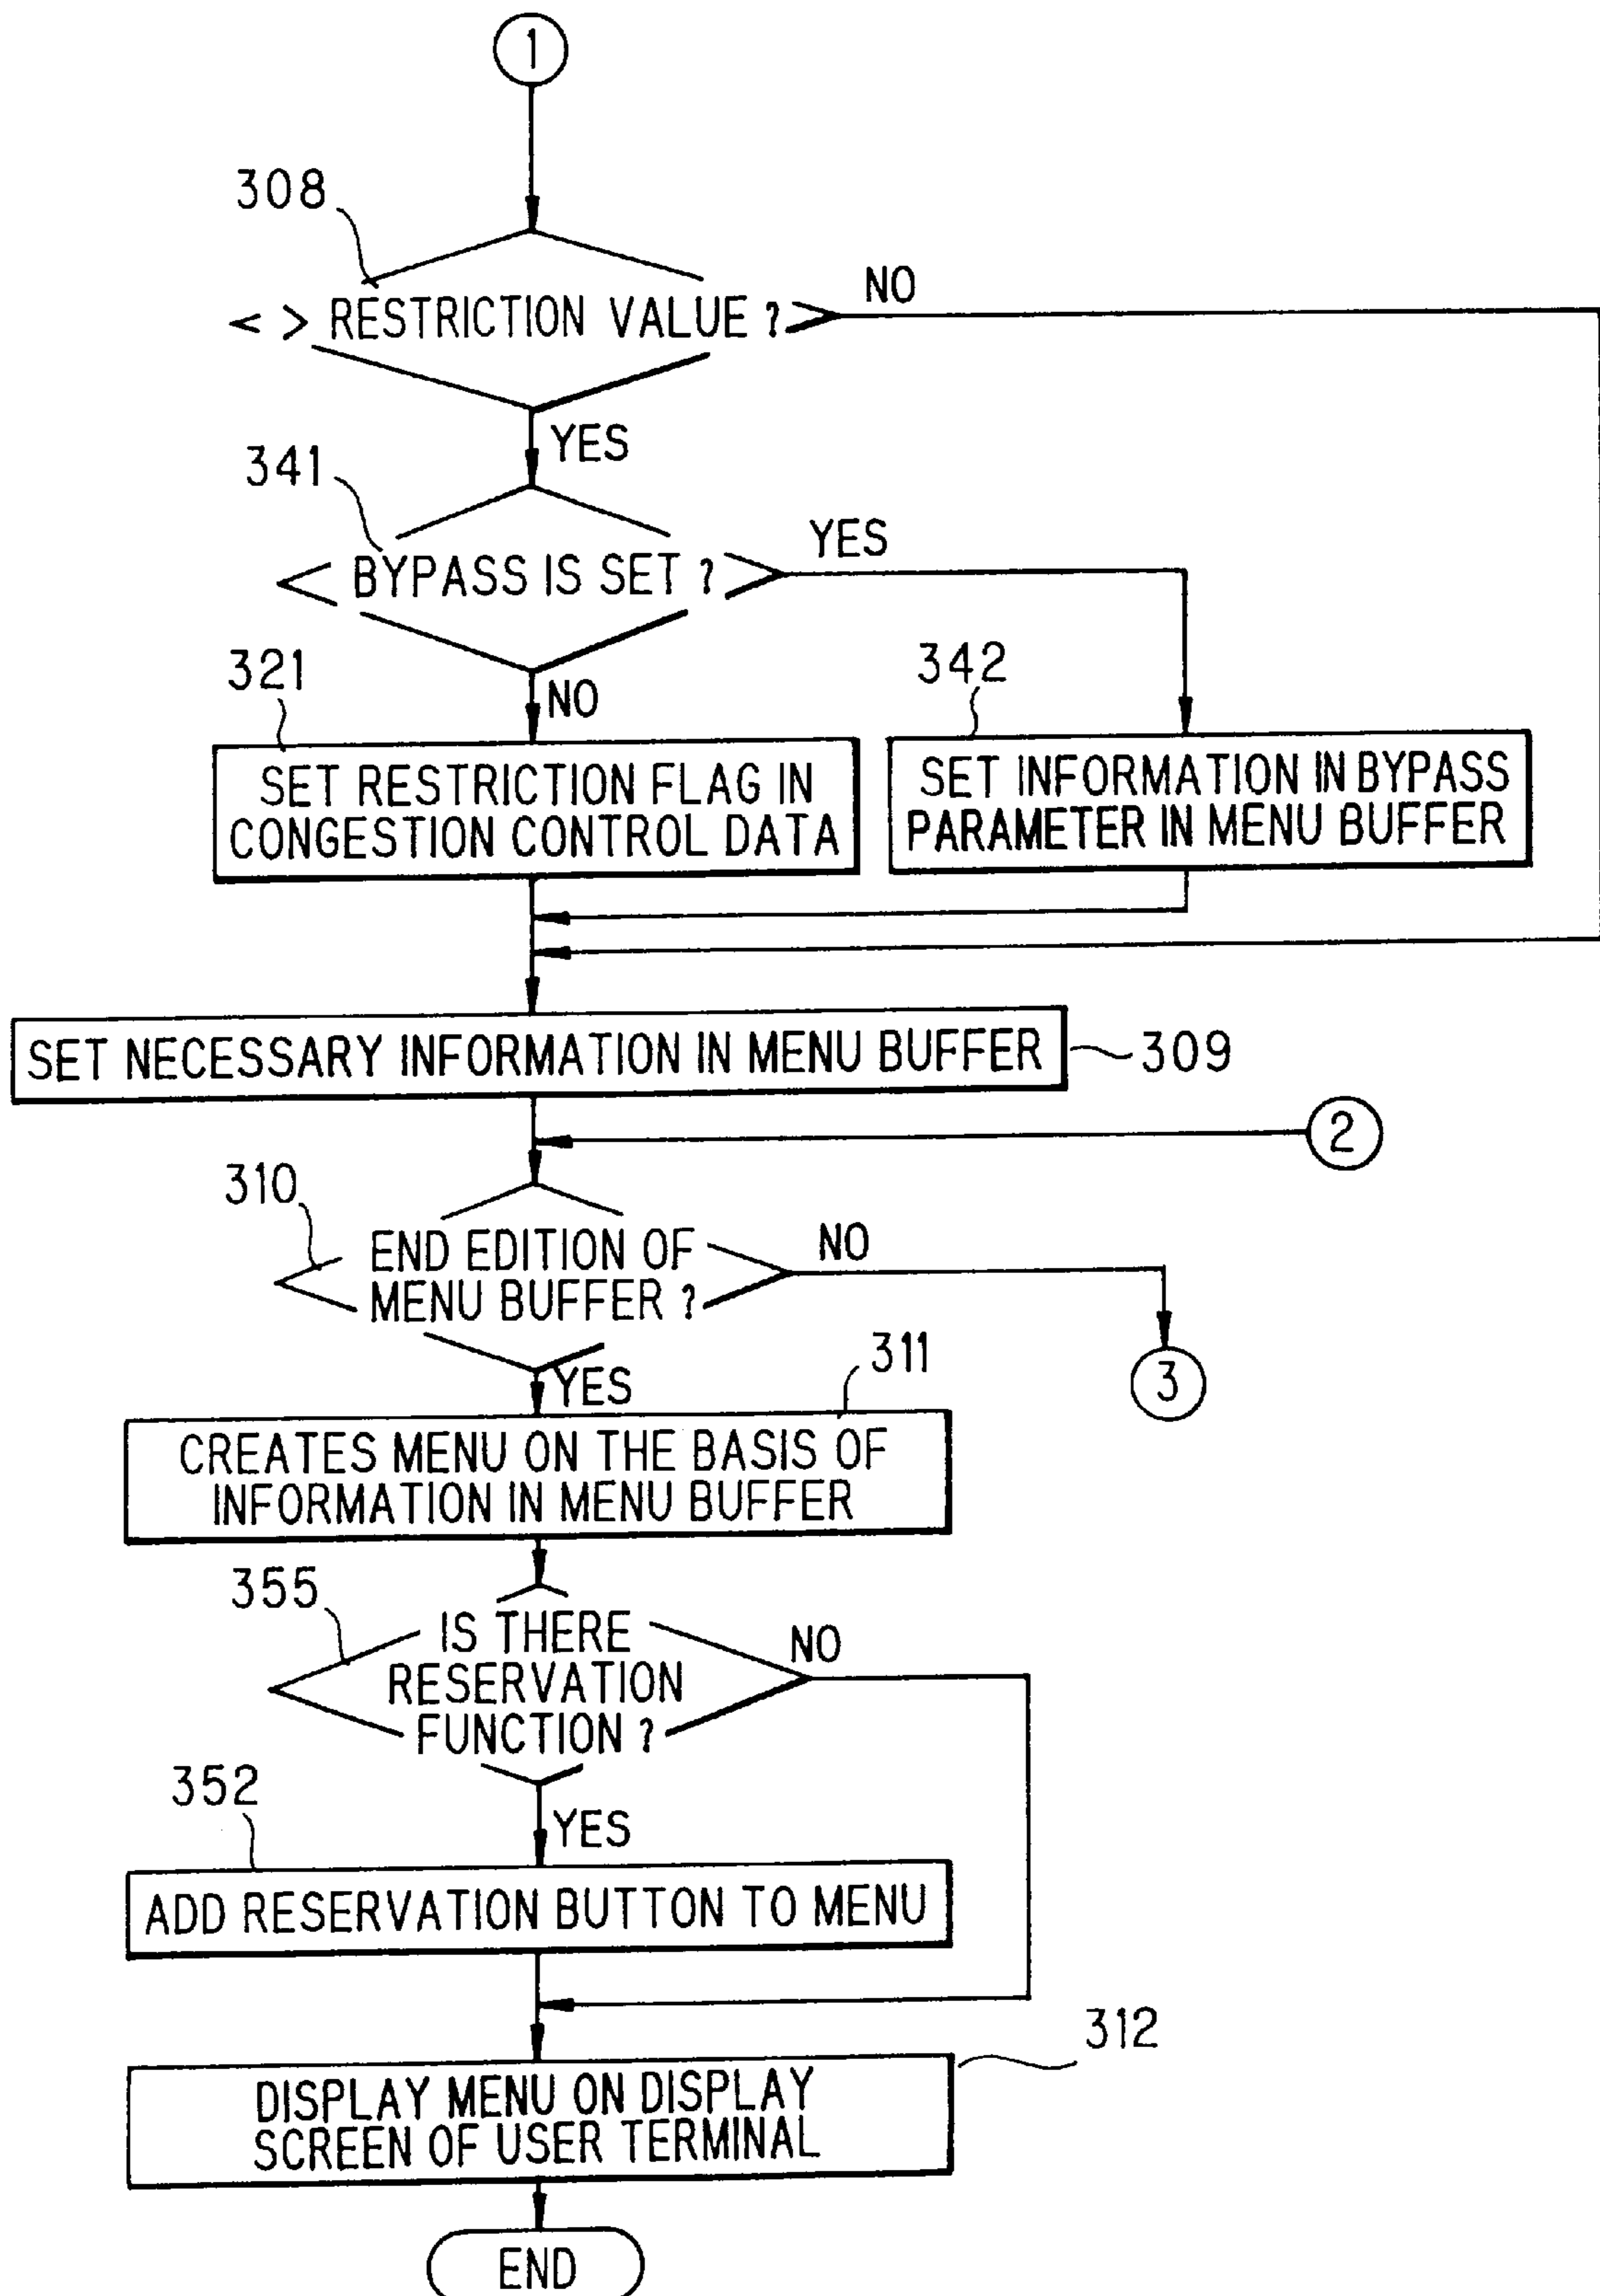 1
308
< > RESTRICTION VALUE ?
NO
YES
341
BYPASS IS SET ?
YES
321
NO
342
SET RESTRICTION FLAG IN
CONGESTION CONTROL DATA
SET INFORMATION IN BYPASS
PARAMETER IN MENU BUFFER
SET NECESSARY INFORMATION IN MENU BUFFER
309
2
310
END EDITION OF
MENU BUFFER ?
NO
3
YES
311
CREATES MENU ON THE BASIS OF
INFORMATION IN MENU BUFFER
355
IS THERE
RESERVATION
FUNCTION ?
NO
352
YES
ADD RESERVATION BUTTON TO MENU
312
DISPLAY MENU ON DISPLAY
SCREEN OF USER TERMINAL
END